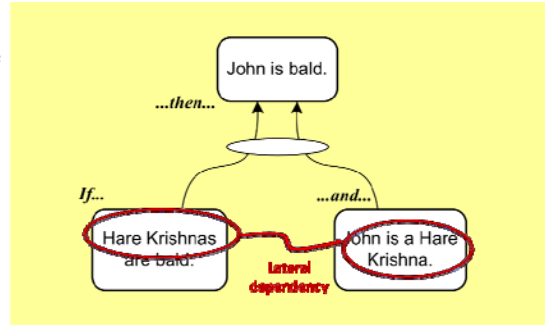 John is bald.
...then...
If...
...and...
Hare Krishnas
are bald.
John is a Hare
Krishna.
Lateral
dependency